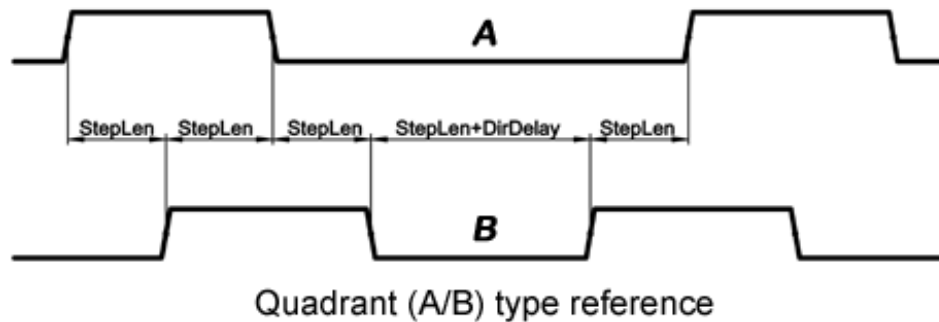 A
StepLen StepLen StepLen StepLen+DirDelay StepLen
B
Quadrant (A/B) type reference